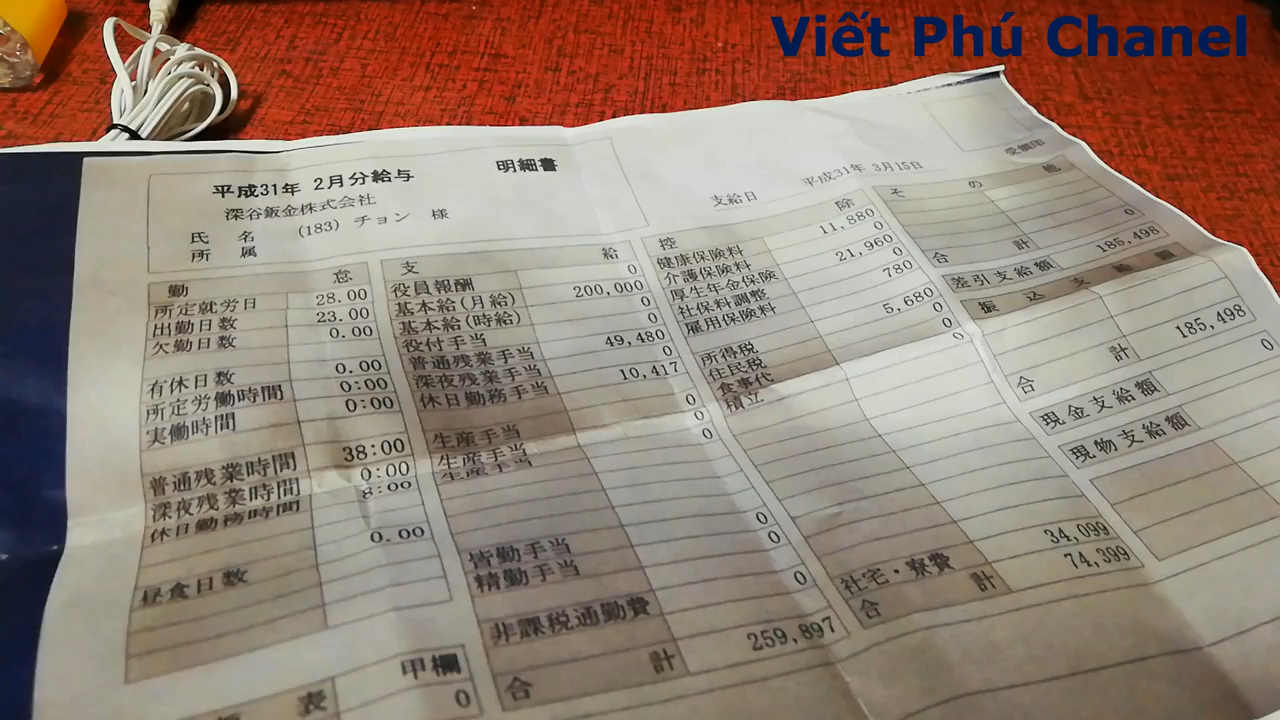 Viết Phú Chanel
平成31年 2月分給与 明細書
深谷鈑金株式会社
氏 名 (183) チョン 様
所 属
支給日 平成31年 3月15日
受領印
勤 怠
所定就労日 28.00
出勤日数 23.00
欠勤日数 0.00
有休日数 0.00
所定労働時間 0:00
実働時間 0:00
普通残業時間 38:00
深夜残業時間 0:00
休日勤務時間 8:00
昼食日数 0.00
表 甲欄
0
支 給
役員報酬 0
基本給(月給) 200,000
基本給(時給) 0
役付手当 0
普通残業手当 49,480
深夜残業手当 0
休日勤務手当 10,417
生産手当 0
生産手当 0
生産手当 0
皆勤手当 0
精勤手当 0
非課税通勤費 0
合 計 259,897
控 除
健康保険料 11,880
介護保険料 0
厚生年金保険 21,960
社保料調整 0
雇用保険料 780
所得税 5,680
住民税 0
食事代 0
積立 0
社宅・寮費 34,099
合 計 74,399
そ の 他
0
合 計 0
差引支給額 185,498
振 込 支 給 額
合 計 185,498
現金支給額 0
現物支給額